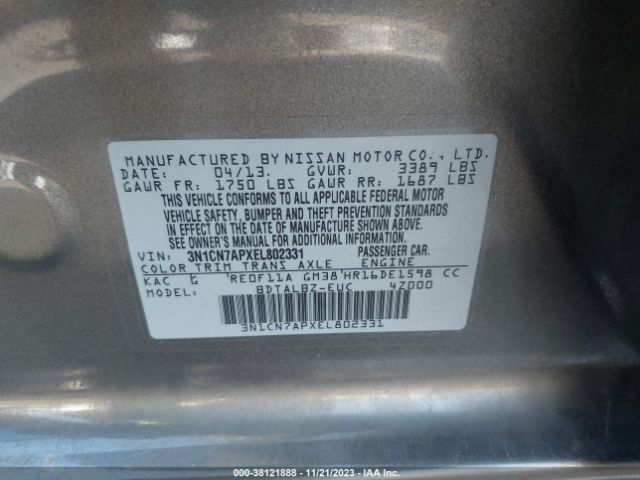 MANUFACTURED BY NISSAN MOTOR CO., LTD.
DATE: 04/13. GVWR: 3389 LBS
GAWR FR: 1750 LBS GAWR RR: 1687 LBS
THIS VEHICLE CONFORMS TO ALL APPLICABLE FEDERAL MOTOR
VEHICLE SAFETY, BUMPER AND THEFT PREVENTION STANDARDS
IN EFFECT ON THE DATE OF MANUFACTURE SHOWN ABOVE.
SEE OWNER'S MANUAL FOR ADDITIONAL INFORMATION.
VIN: 3N1CN7APXEL802331 PASSENGER CAR.
COLOR TRIM TRANS AXLE ENGINE
KAC G RE0F11A GM38 HR16DE1598 CC
MODEL: BDTALBZ-EUC 4Z000
3N1CN7APXEL802331
000-38121888 - 11/21/2023 - IAA Inc.